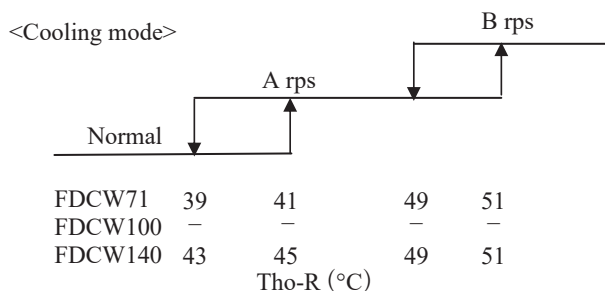 <Cooling mode>
B rps
A rps
Normal
FDCW71 39 41 49 51
FDCW100 – – – –
FDCW140 43 45 49 51
Tho-R (°C)